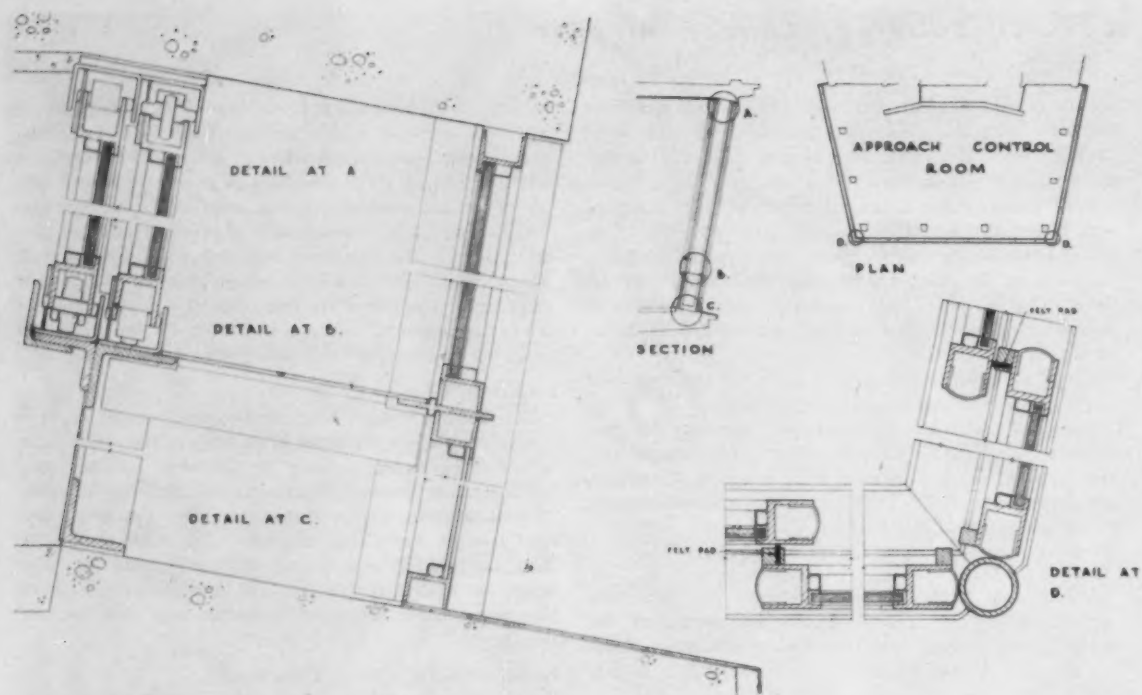 DETAIL AT A
DETAIL AT B.
DETAIL AT C.
A.
B.
C.
SECTION
APPROACH CONTROL
ROOM
D.
D.
PLAN
FELT PAD
FELT PAD
DETAIL AT
D.